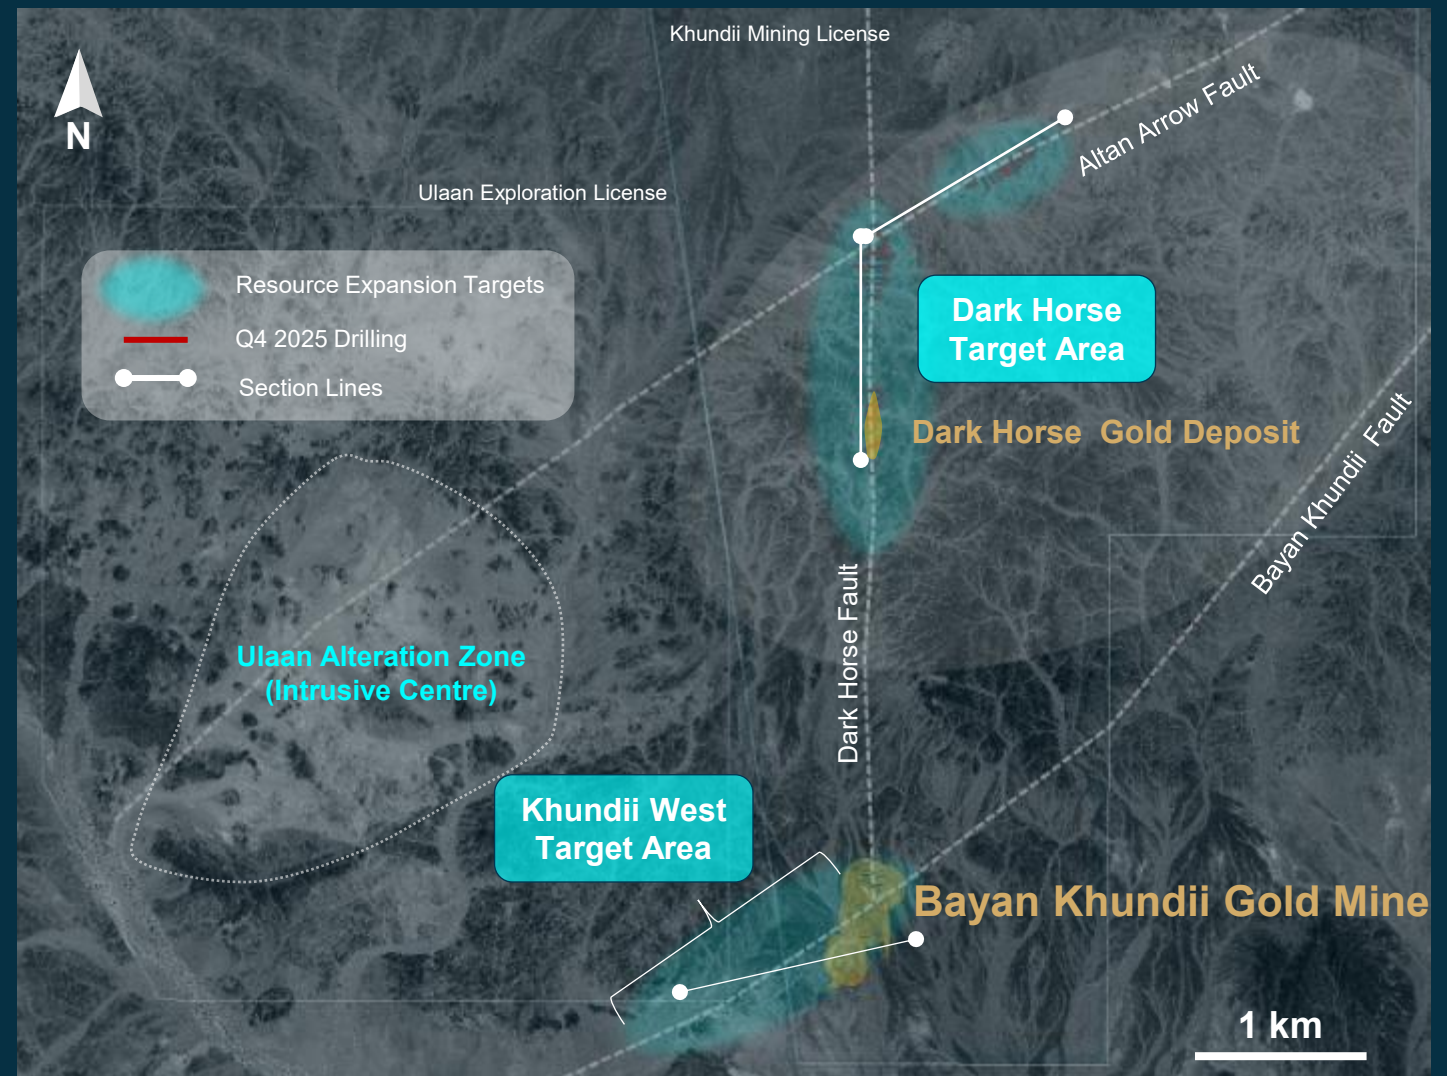 Khundii Mining License
Altan Arrow Fault
N
Ulaan Exploration License
Resource Expansion Targets
Q4 2025 Drilling
Section Lines
Dark Horse
Target Area
Dark Horse  Gold Deposit
Bayan Khundii Fault
Dark Horse Fault
Ulaan Alteration Zone
(Intrusive Centre)
Khundii West
Target Area
Bayan Khundii Gold Mine
1 km